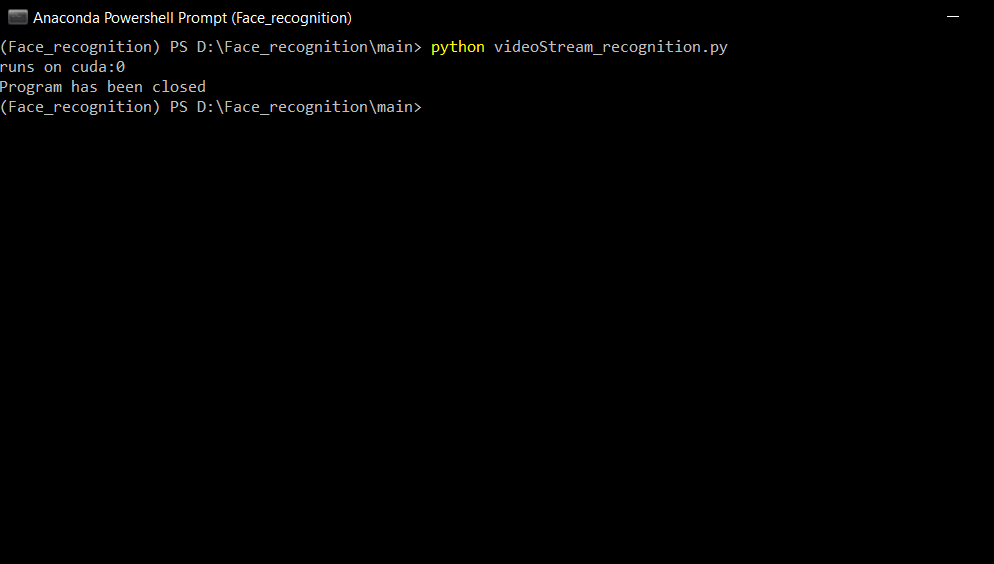 Anaconda Powershell Prompt (Face_recognition)
(Face_recognition) PS D:\Face_recognition\main> python videoStream_recognition.py
runs on cuda:0
Program has been closed
(Face_recognition) PS D:\Face_recognition\main>